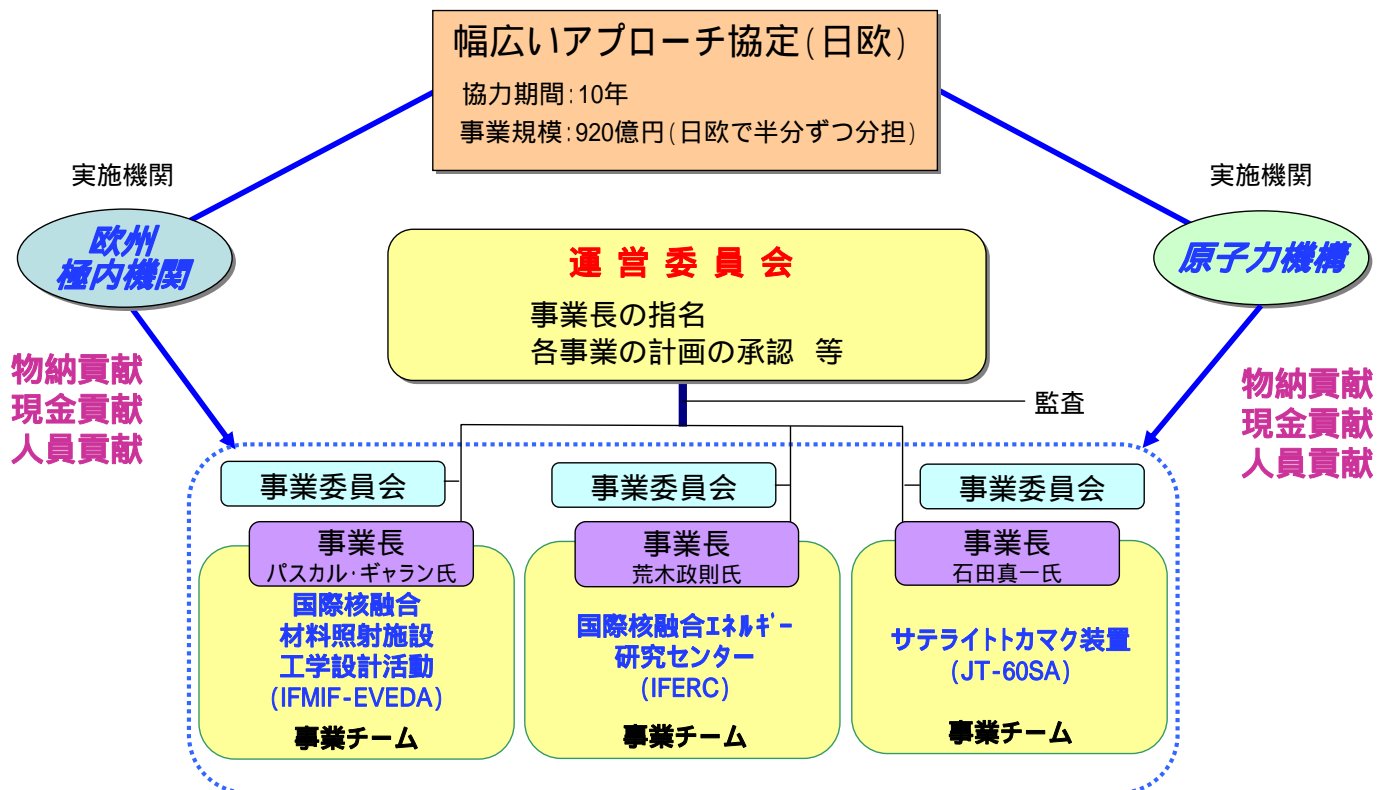 幅広いアプローチ協定(日欧)
協力期間:10年
事業規模:920億円(日欧で半分ずつ分担)
実施機関
実施機関
欧州
極内機関
原子力機構
運営委員会
事業長の指名
各事業の計画の承認 等
物納貢献
現金貢献
人員貢献
物納貢献
現金貢献
人員貢献
監査
事業委員会
事業委員会
事業委員会
事業長
パスカル・ギャラン氏
国際核融合
材料照射施設
工学設計活動
(IFMIF-EVEDA)
事業チーム
事業長
荒木政則氏
国際核融合エネルギー
研究センター
(IFERC)
事業チーム
事業長
石田真一氏
サテライトトカマク装置
(JT-60SA)
事業チーム